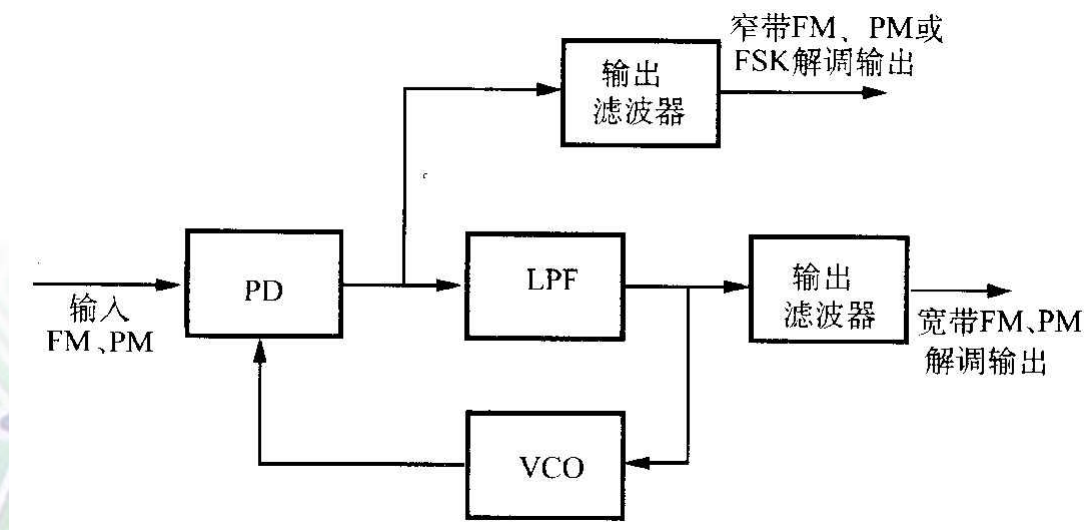 窄带FM、PM或
FSK解调输出
输出
滤波器
PD
LPF
输出
滤波器
输入
FM、PM
宽带FM、PM
解调输出
VCO